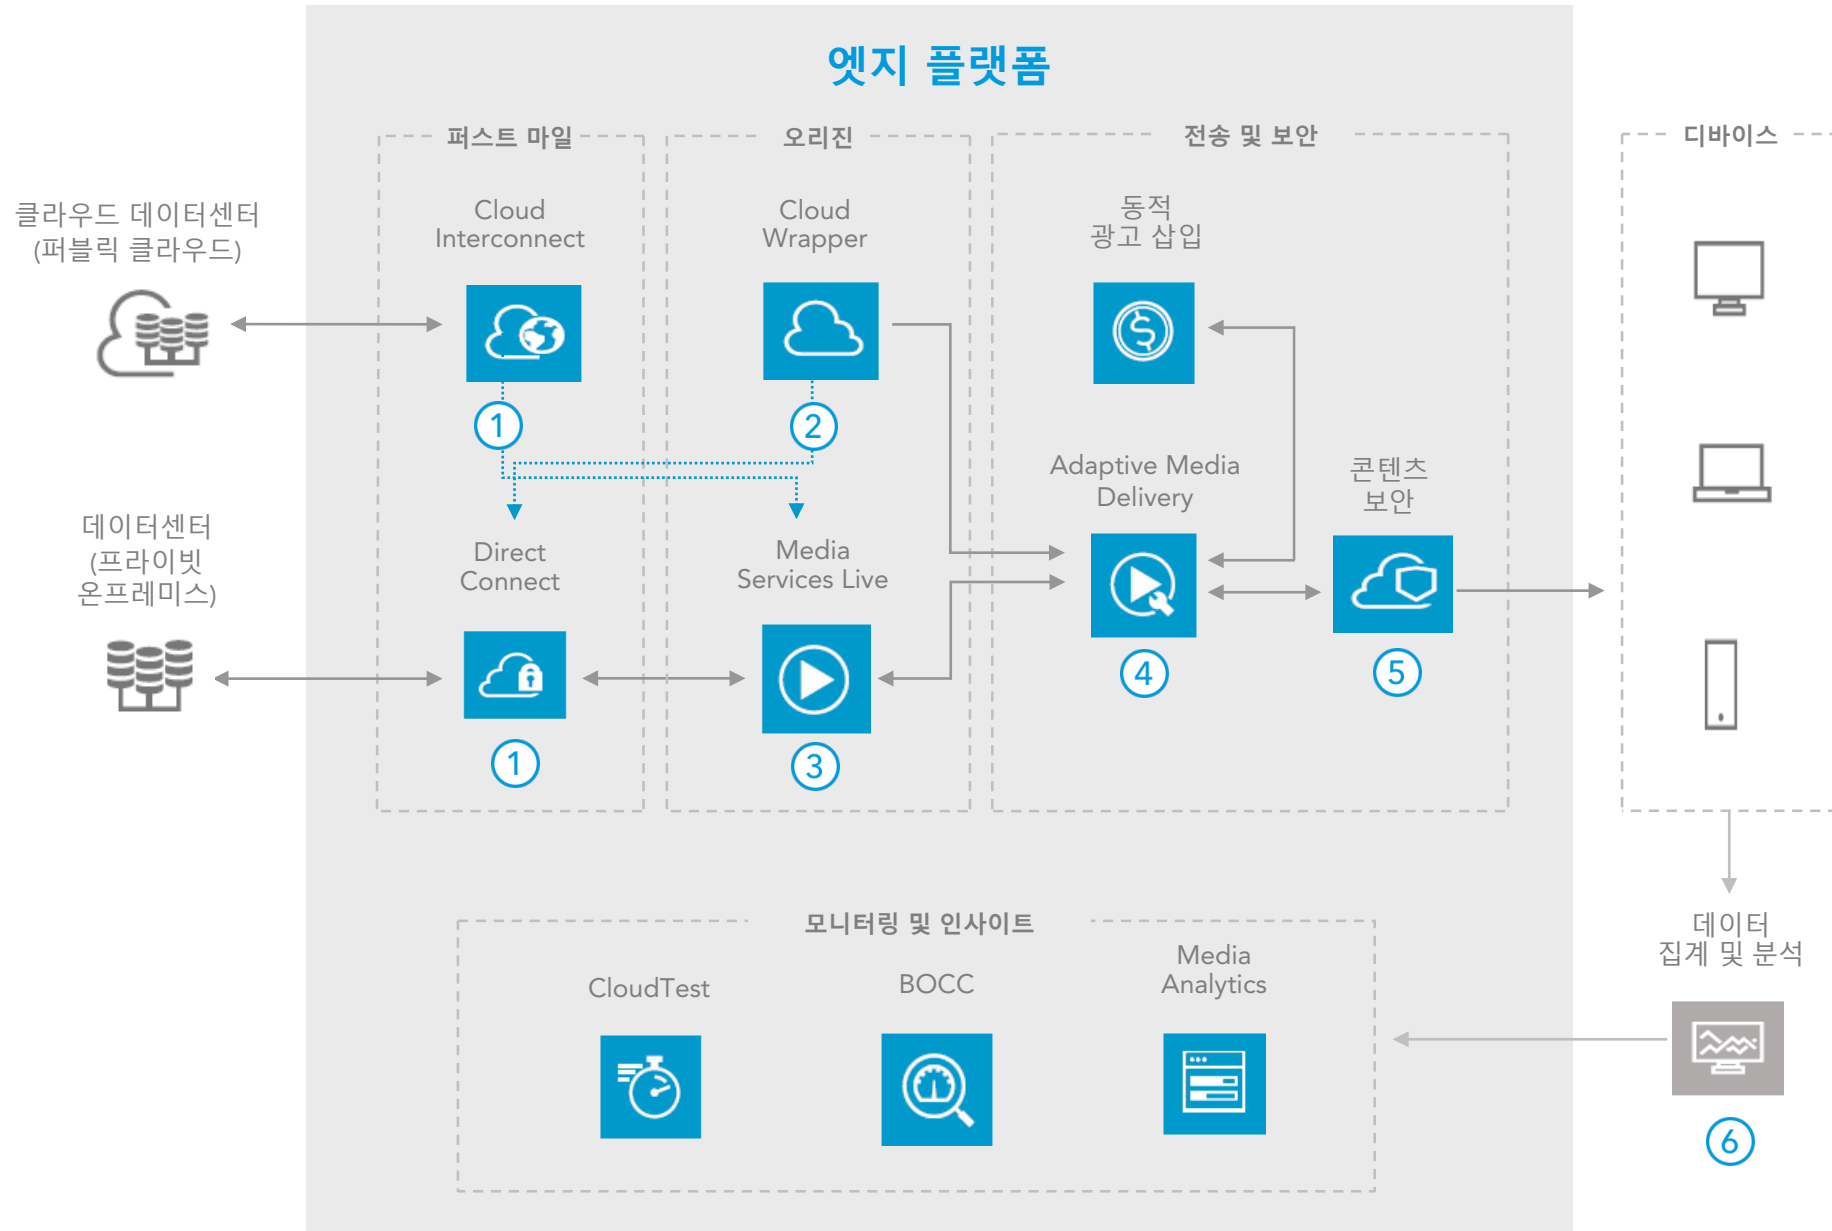 엣지 플랫폼
퍼스트 마일
오리진
전송 및 보안
디바이스
클라우드 데이터센터
(퍼블릭 클라우드)
Cloud
Interconnect
Cloud
Wrapper
동적
광고 삽입
1
2
Adaptive Media
Delivery
콘텐츠
보안
데이터센터
(프라이빗
온프레미스)
Direct
Connect
Media
Services Live
4
5
1
3
모니터링 및 인사이트
CloudTest
BOCC
Media
Analytics
데이터
집계 및 분석
6